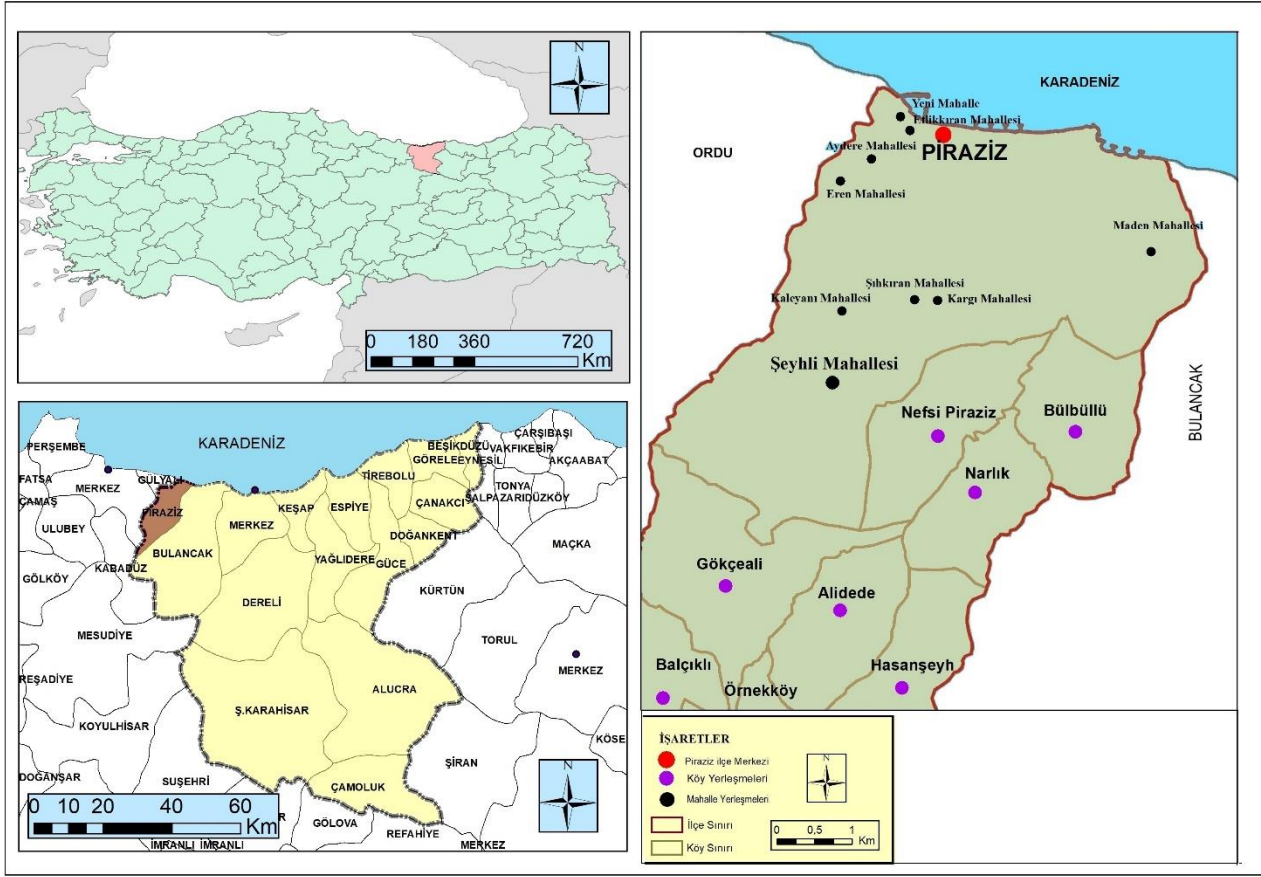 N
0 180 360 720
Km
KARADENİZ
PERŞEMBE
FATSA
ÇAMAŞ
MERKEZ
GÜLYALI
ULUBEY
PİRAZİZ
GÖLKÖY
KABADÜZ
BULANCAK
MERKEZ
KEŞAP
ESPİYE
TİREBOLU
GÖRELE
EYNESİL
BEŞİKDÜZÜ
VAKFIKEBİR
ÇARŞIBAŞI
AKÇAABAT
TONYA
ŞALPAZARI
DÜZKÖY
ÇANAKCI
DOĞANKENT
YAĞLIDERE
GÜCE
MAÇKA
KÜRTÜN
DERELİ
MESUDİYE
TORUL
MERKEZ
REŞADİYE
ALUCRA
Ş.KARAHİSAR
KOYULHİSAR
KÖSE
ŞİRAN
DOĞANŞAR
SUŞEHRİ
ÇAMOLUK
GÖLOVA
REFAHİYE
İMRANLI İMRANLI
MERKEZ
0 10 20 40 60
Km
N
KARADENİZ
ORDU
BULANCAK
Yeni Mahalle
Etlikkıran Mahallesi
PİRAZİZ
Aydere Mahallesi
Eren Mahallesi
Maden Mahallesi
Şıhkıran Mahallesi
Kaleyanı Mahallesi
Kargı Mahallesi
Şeyhli Mahallesi
Nefsi Piraziz
Bülbüllü
Narlık
Gökçeali
Alidede
Balçıklı
Örnekköy
Hasanşeyh
İŞARETLER
Piraziz ilçe Merkezi
Köy Yerleşmeleri
Mahalle Yerleşmeleri
İlçe Sınırı
Köy Sınırı
N
0 0,5 1
Km